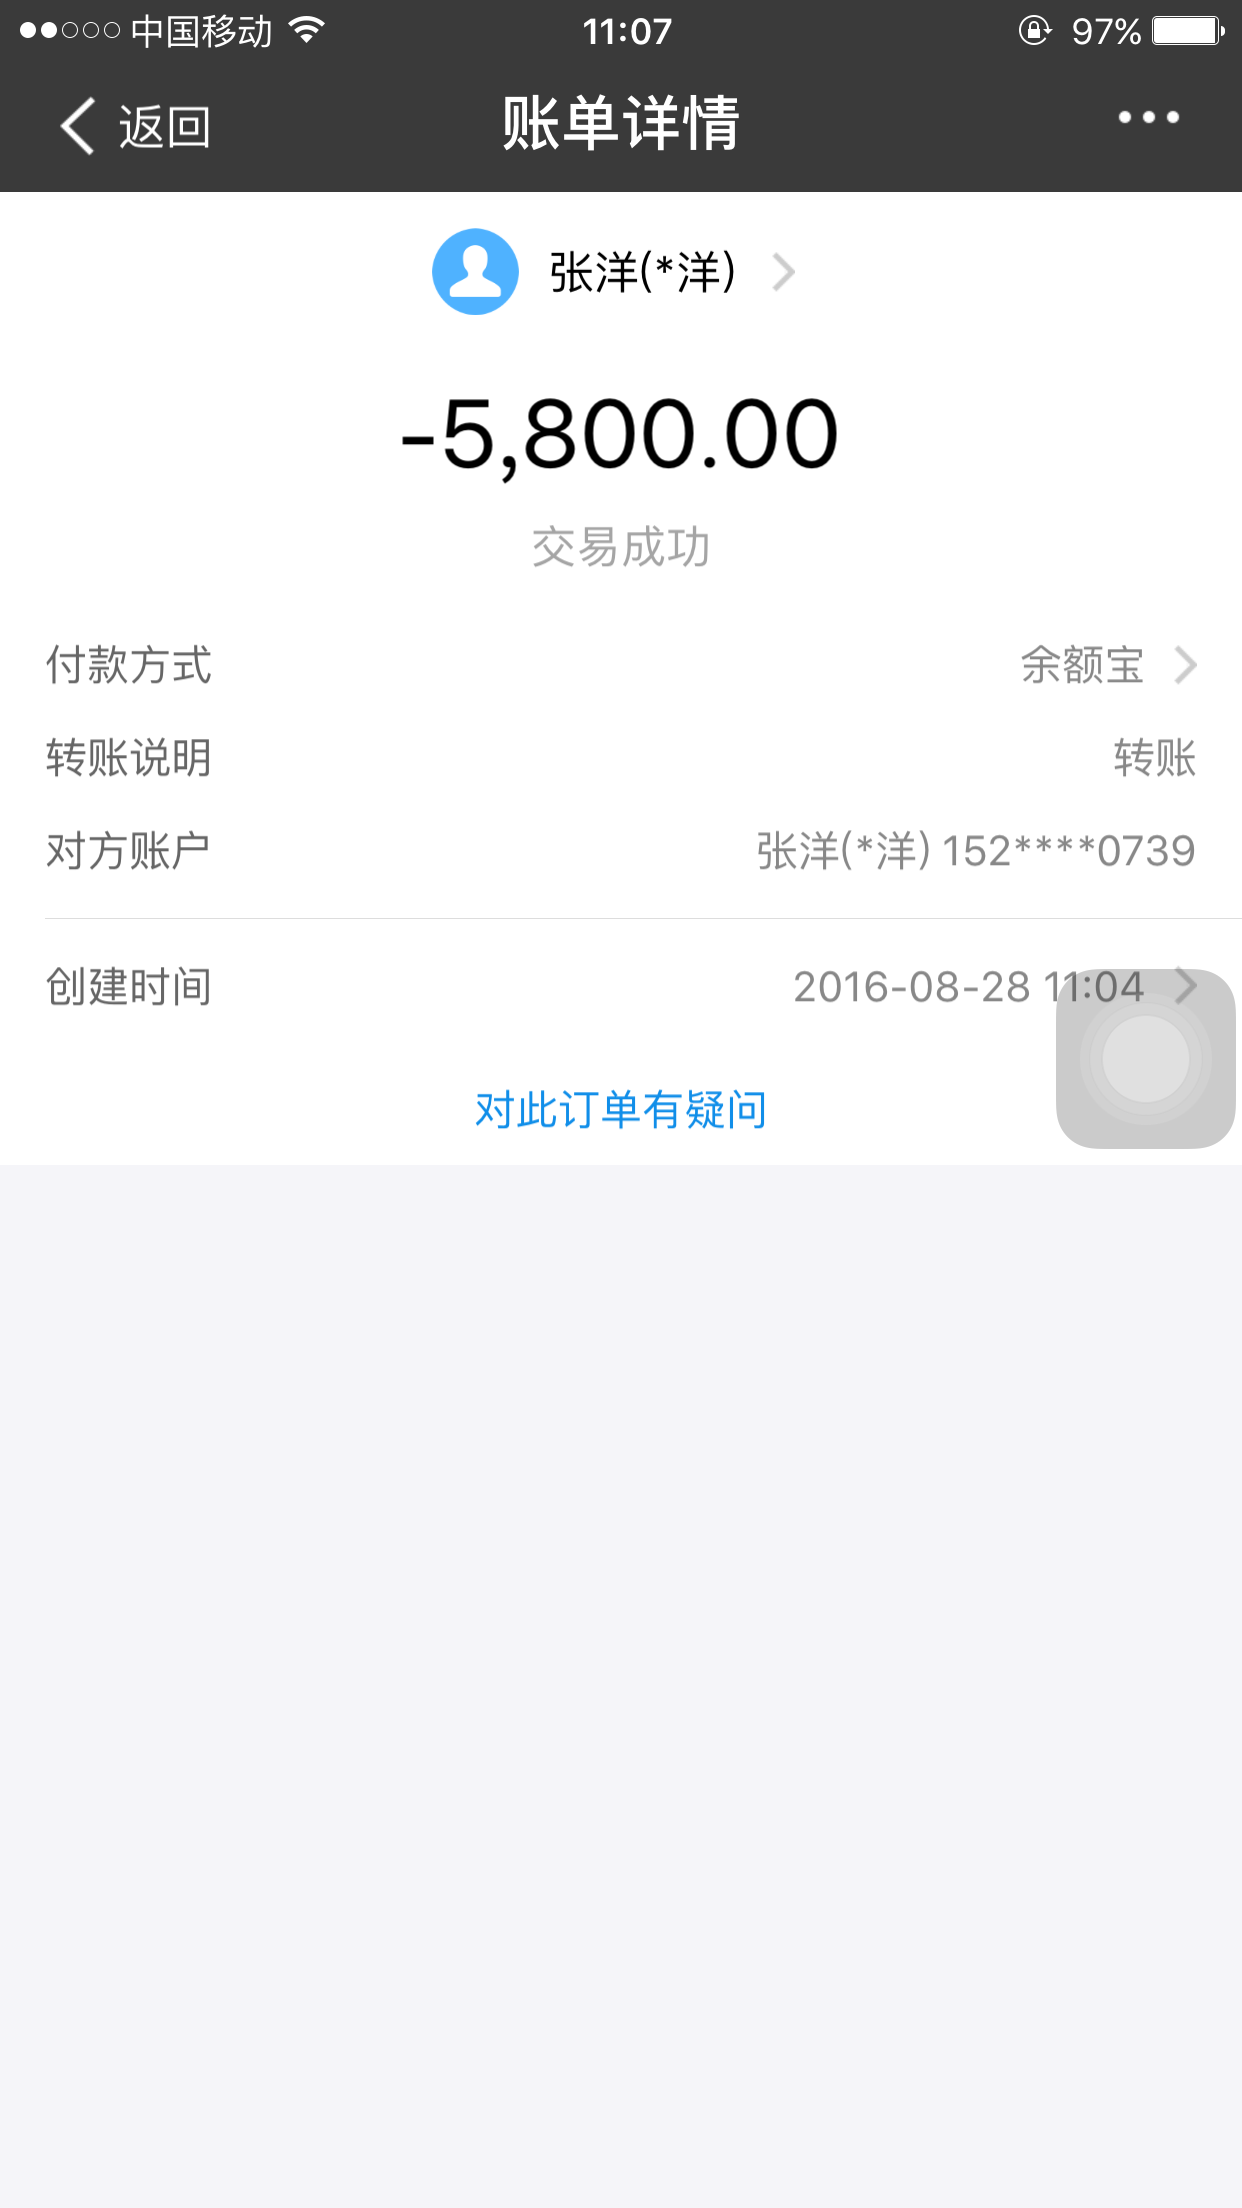 中国移动 11:07 97%
返回 账单详情
张洋(*洋)
-5,800.00
交易成功
付款方式 余额宝
转账说明 转账
对方账户 张洋(*洋) 152****0739
创建时间 2016-08-28 11:04
对此订单有疑问